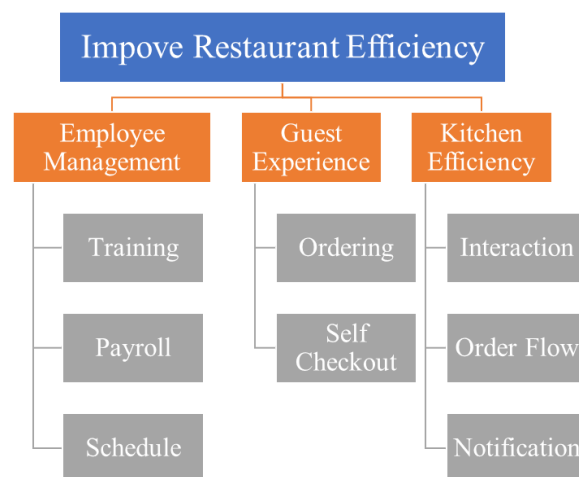 Impove Restaurant Efficiency
Employee
Management
Guest
Experience
Kitchen
Efficiency
Training
Ordering
Interaction
Payroll
Self
Checkout
Order Flow
Schedule
Notification